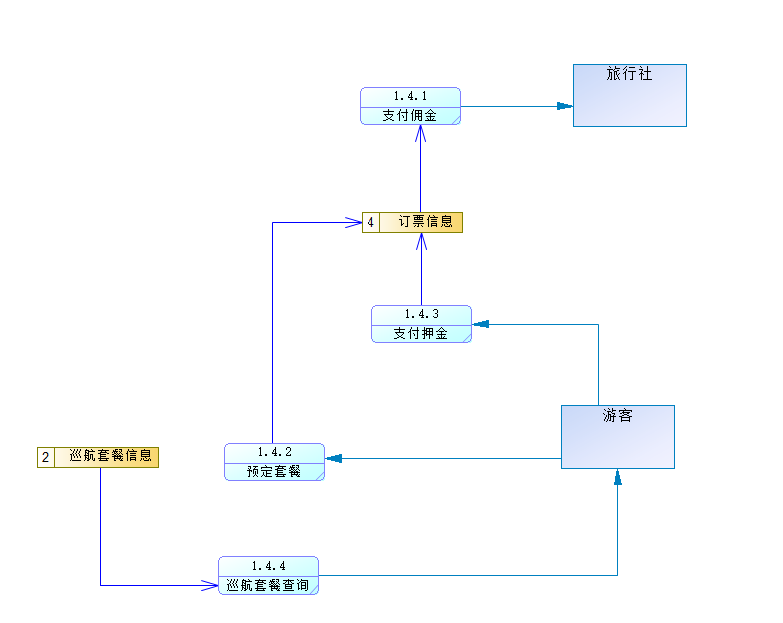 旅行社
1.4.1
支付佣金
4 订票信息
1.4.3
支付押金
游客
2 巡航套餐信息
1.4.2
预定套餐
1.4.4
巡航套餐查询